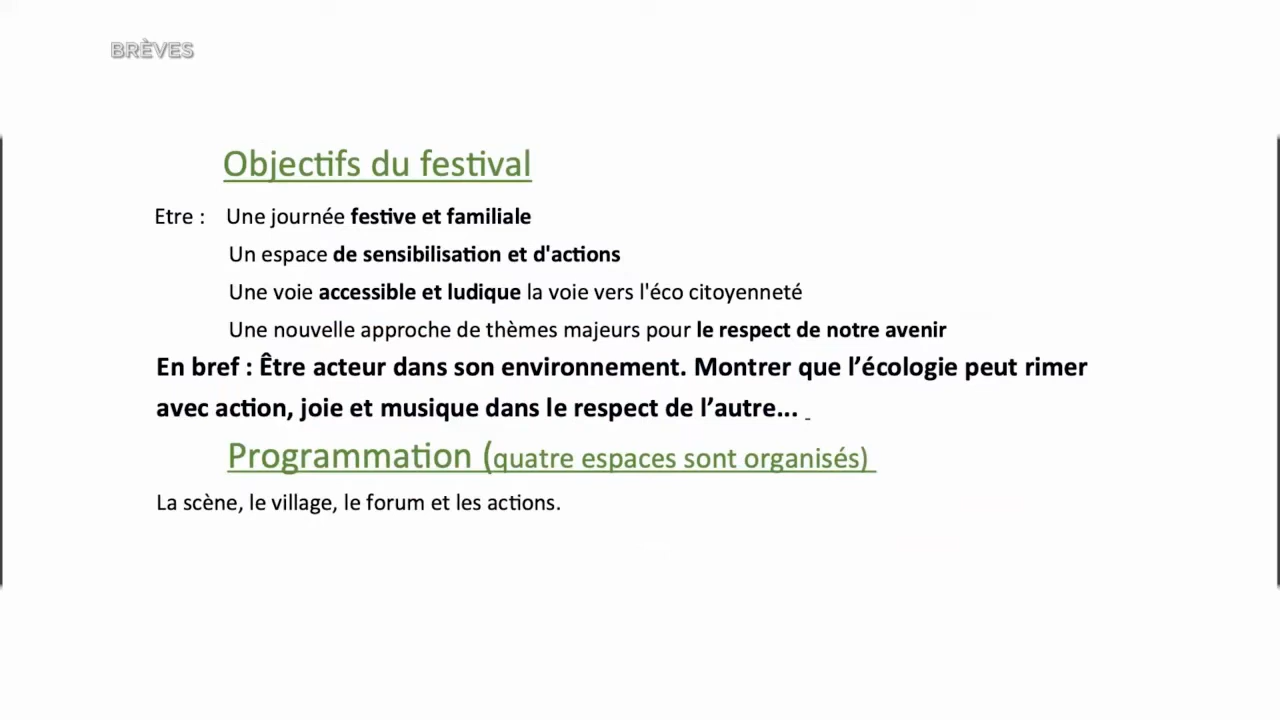 BRÈVES
Objectifs du festival
Etre : Une journée festive et familiale
Un espace de sensibilisation et d'actions
Une voie accessible et ludique la voie vers l'éco citoyenneté
Une nouvelle approche de thèmes majeurs pour le respect de notre avenir
En bref : Être acteur dans son environnement. Montrer que l’écologie peut rimer
avec action, joie et musique dans le respect de l’autre...
Programmation (quatre espaces sont organisés)
La scène, le village, le forum et les actions.